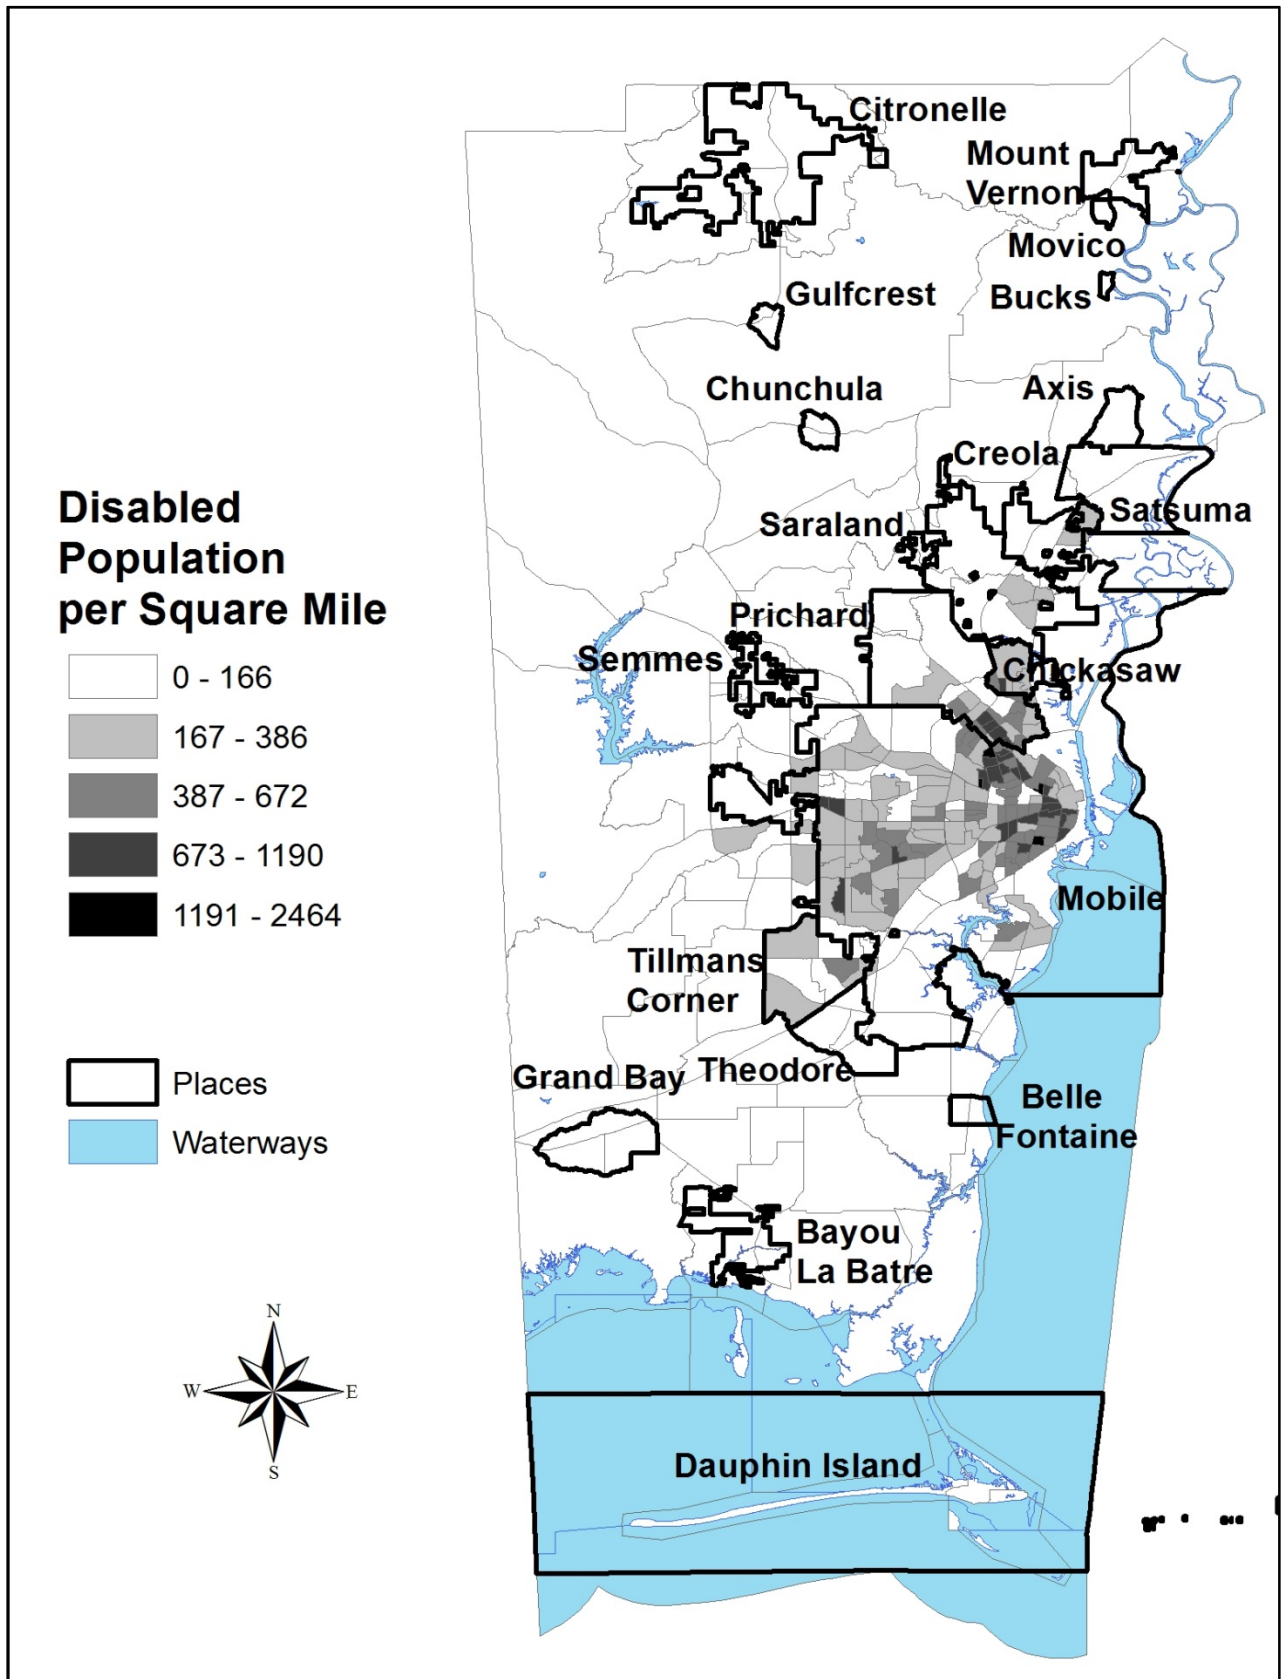 Citronelle
Mount
Vernon
Movico
Bucks
Gulfcrest
Chunchula
Axis
Creola
Satsuma
Saraland
Prichard
Semmes
Chickasaw
Disabled
Population
per Square Mile
0 - 166
167 - 386
387 - 672
673 - 1190
1191 - 2464
Places
Waterways
Mobile
Tillmans
Corner
Theodore
Grand Bay
Belle
Fontaine
Bayou
La Batre
Dauphin Island
N
W
E
S